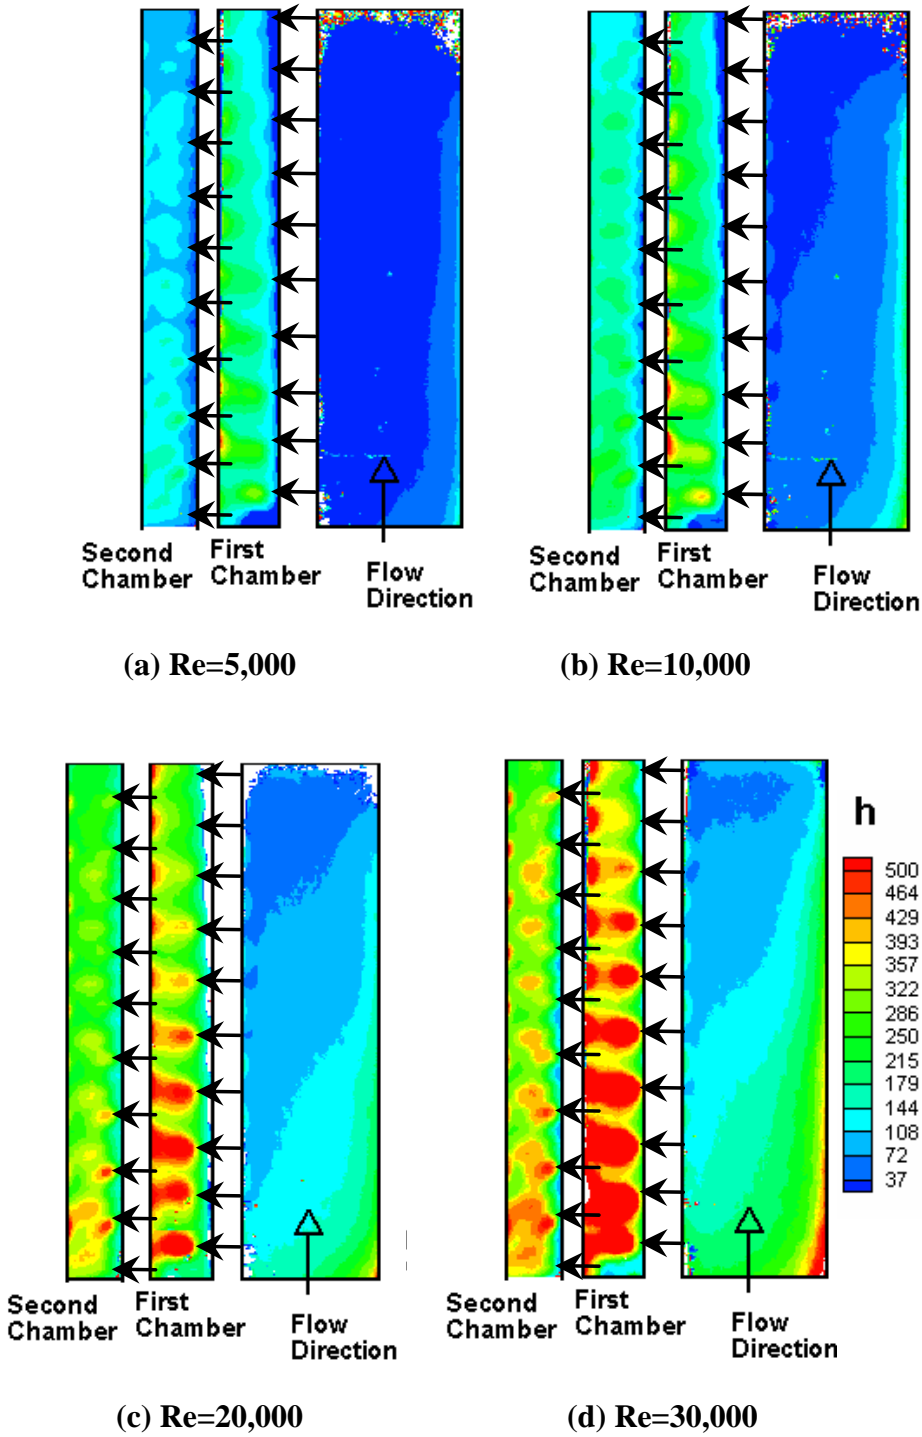 Second
Chamber
First
Chamber
Flow
Direction
(a) Re=5,000
Second
Chamber
First
Chamber
Flow
Direction
(b) Re=10,000
Second
Chamber
First
Chamber
Flow
Direction
(c) Re=20,000
Second
Chamber
First
Chamber
Flow
Direction
(d) Re=30,000
h
500
464
429
393
357
322
286
250
215
179
144
108
72
37